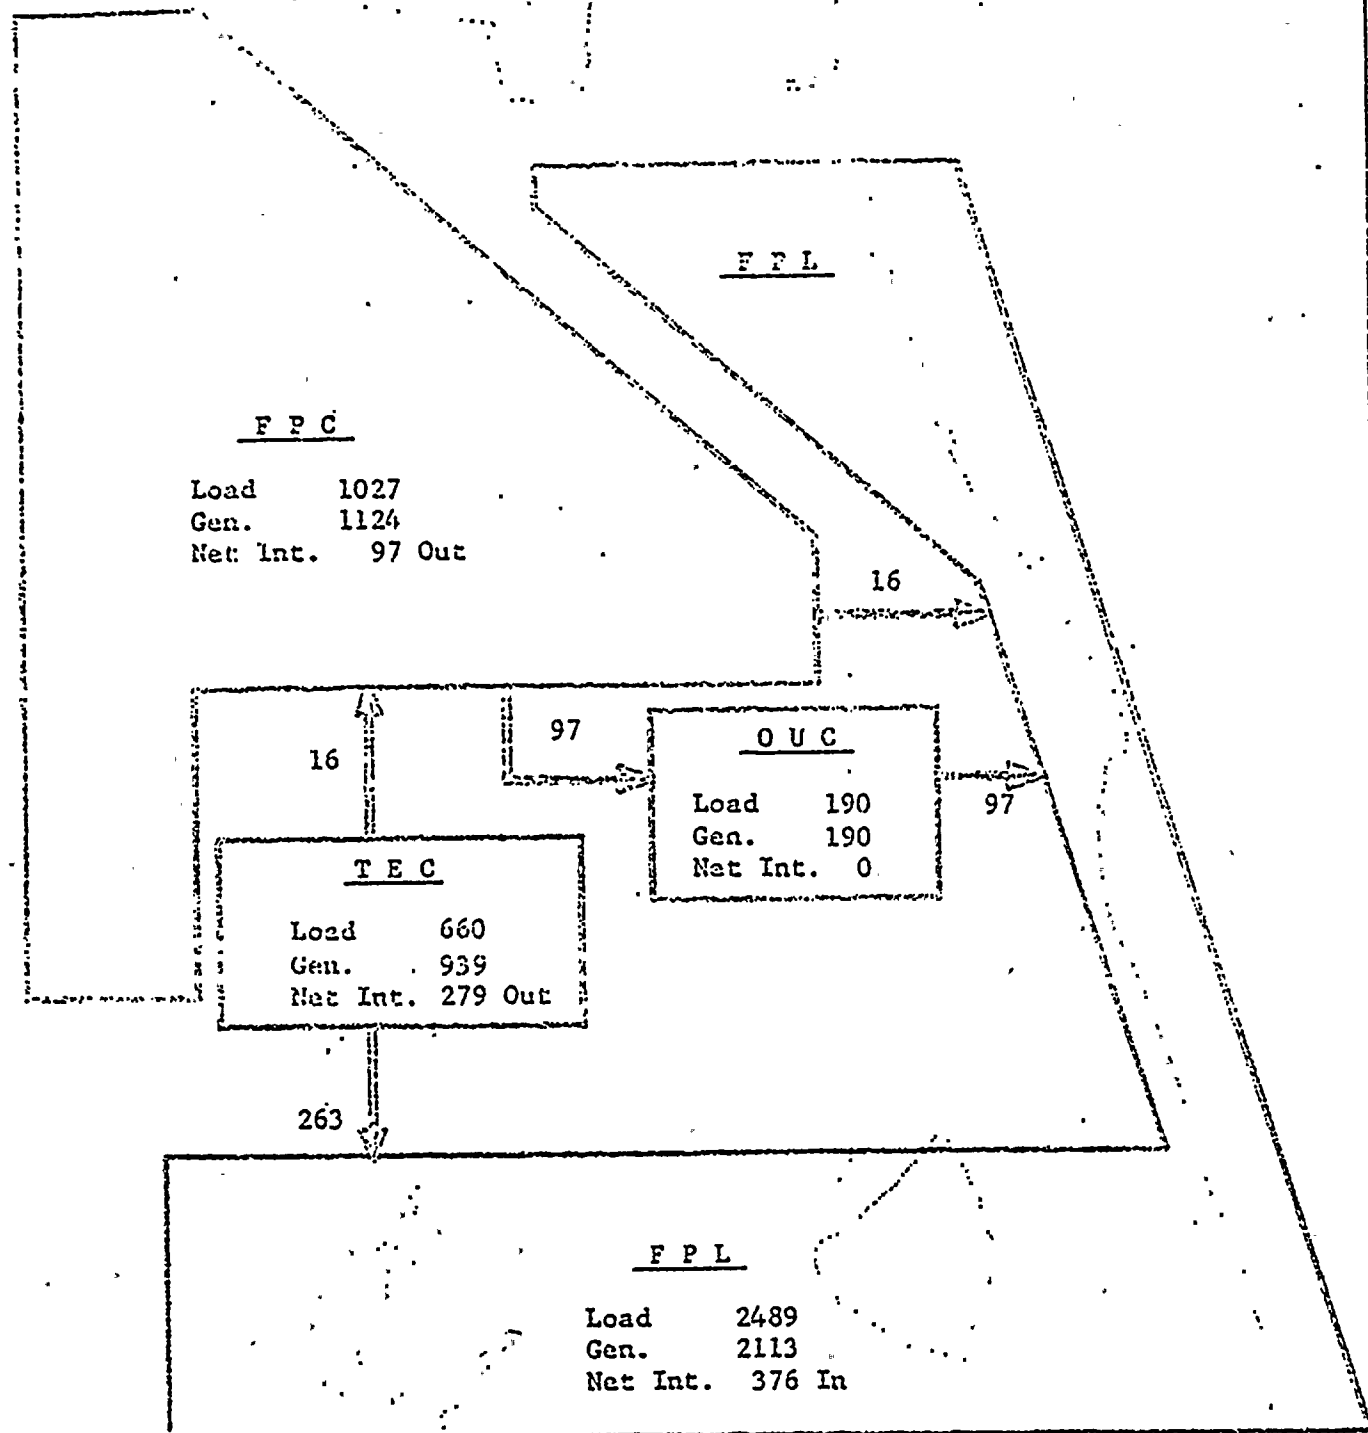 F P L
F P C
Load 1027
Gen. 1124
Net Int. 97 Out
16
97
16
O U C
Load 190
Gen. 190
Net Int. 0
97
T E C
Load 660
Gen. 939
Net Int. 279 Out
263
F P L
Load 2489
Gen. 2113
Net Int. 376 In